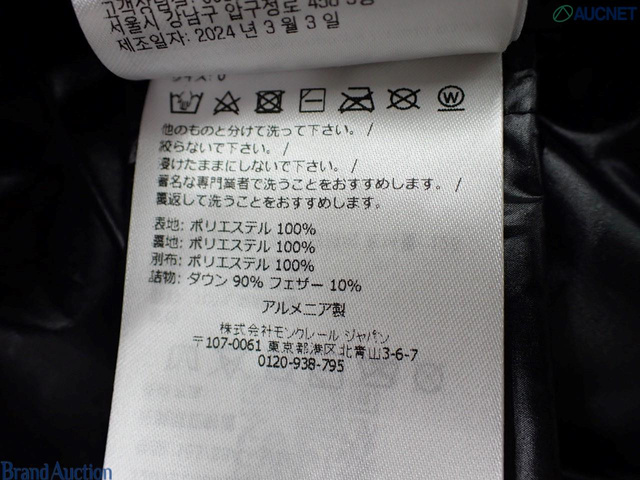 AUCNET
서울시 강남구 압구정로
제조일자: 2024 년 3 월 3 일
サイズ: 0
W
他のものと分けて洗って下さい。 /
絞らないで下さい。 /
浸けたままにしないで下さい。 /
著名な専門業者で洗うことをおすすめします。 /
裏返して洗うことをおすすめします。
表地: ポリエステル 100%
裏地: ポリエステル 100%
別布: ポリエステル 100%
詰物: ダウン 90% フェザー 10%
アルメニア製
株式会社モンクレール ジャパン
〒107-0061 東京都港区北青山3-6-7
0120-938-795
Brand Auction